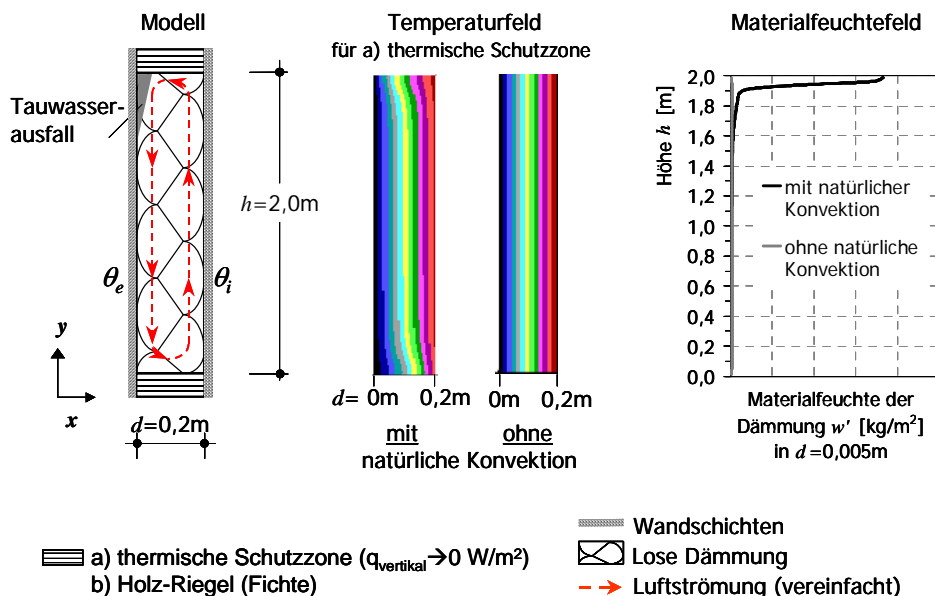 Modell
Tauwasser-
ausfall
h=2,0m
θe
θi
y
x
d=0,2m
Temperaturfeld
für a) thermische Schutzzone
d= 0m 0,2m 0m 0,2m
mit ohne
natürliche Konvektion
Materialfeuchtefeld
Höhe h [m]
2,0
1,8
1,6
1,4
1,2
1,0
0,8
0,6
0,4
0,2
0,0
mit natürlicher
Konvektion
ohne natürliche
Konvektion
Materialfeuchte der
Dämmung w' [kg/m²]
in d=0,005m
a) thermische Schutzzone (qvertikal→0 W/m²)
b) Holz-Riegel (Fichte)
Wandschichten
Lose Dämmung
Luftströmung (vereinfacht)